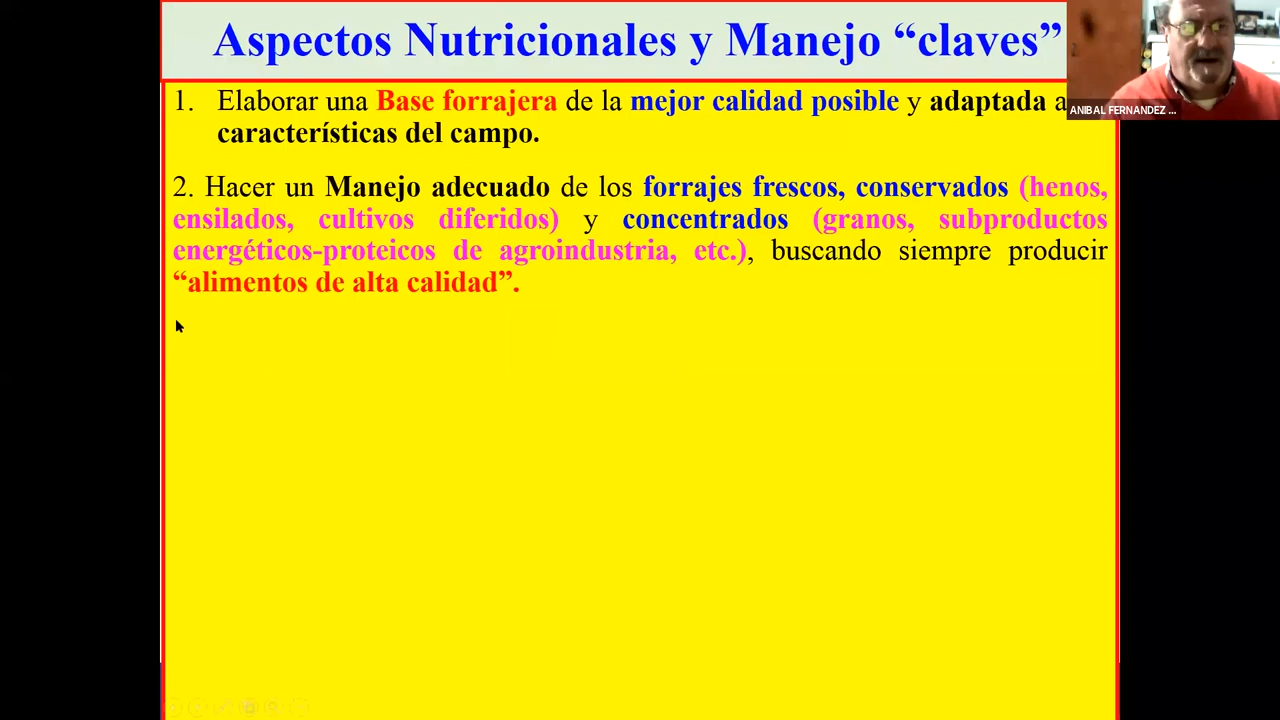 Aspectos Nutricionales y Manejo “claves”
ANIBAL FERNANDEZ ...
1. Elaborar una Base forrajera de la mejor calidad posible y adaptada a
características del campo.
2. Hacer un Manejo adecuado de los forrajes frescos, conservados (henos,
ensilados, cultivos diferidos) y concentrados (granos, subproductos
energéticos-proteicos de agroindustria, etc.), buscando siempre producir
“alimentos de alta calidad”.